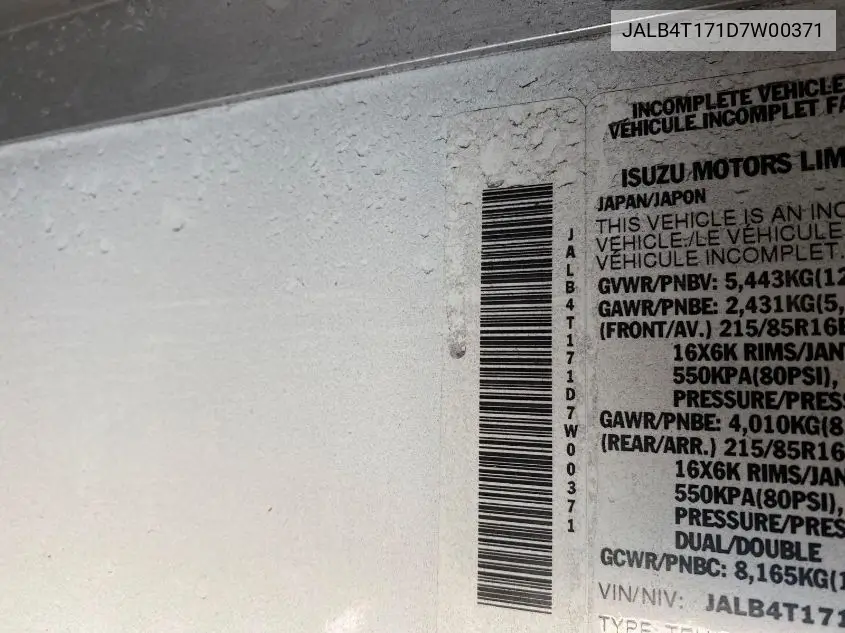 JALB4T171D7W00371
INCOMPLETE VEHICLE
VÉHICULE INCOMPLET FA
ISUZU MOTORS LIM
JAPAN/JAPON
THIS VEHICLE IS AN INC
VEHICLE./LE VÉHICULE
VÉHICULE INCOMPLET.
GVWR/PNBV: 5,443KG(12
GAWR/PNBE: 2,431KG(5,
(FRONT/AV.) 215/85R16E
16X6K RIMS/JANT
550KPA(80PSI),
PRESSURE/PRESS
GAWR/PNBE: 4,010KG(8
(REAR/ARR.) 215/85R16
16X6K RIMS/JAN
550KPA(80PSI),
PRESSURE/PRES
DUAL/DOUBLE
GCWR/PNBC: 8,165KG(1
VIN/NIV: JALB4T171
JALB4T171D7W00371